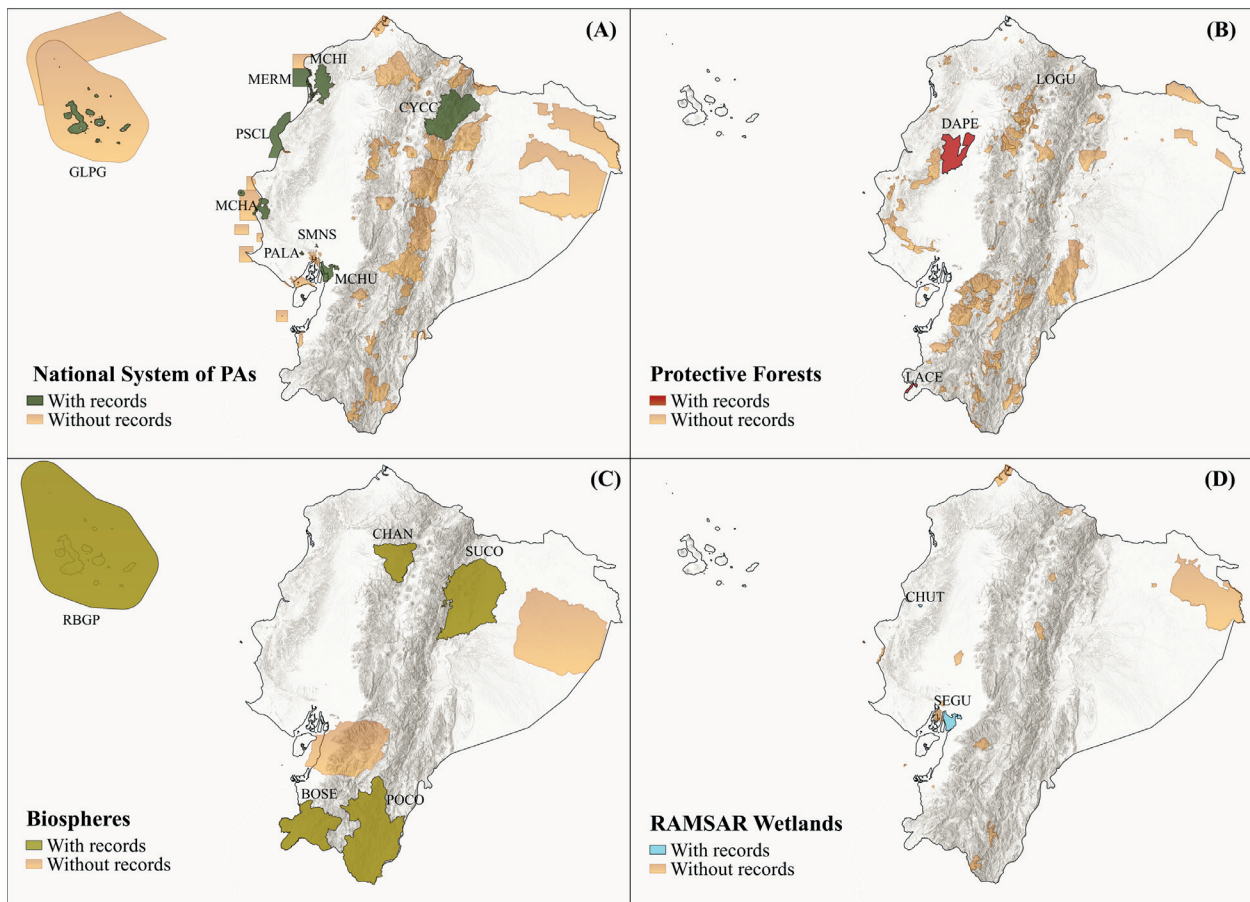 (A)
MCHI
MERM
CYCC
PSCL
GLPG
MCHA
SMNS
PALA
MCHU
National System of PAs
With records
Without records
(B)
LOGU
DAPE
LACE
Protective Forests
With records
Without records
(C)
CHAN
SUCO
RBGP
BOSE
POCO
Biospheres
With records
Without records
(D)
CHUT
SEGU
RAMSAR Wetlands
With records
Without records